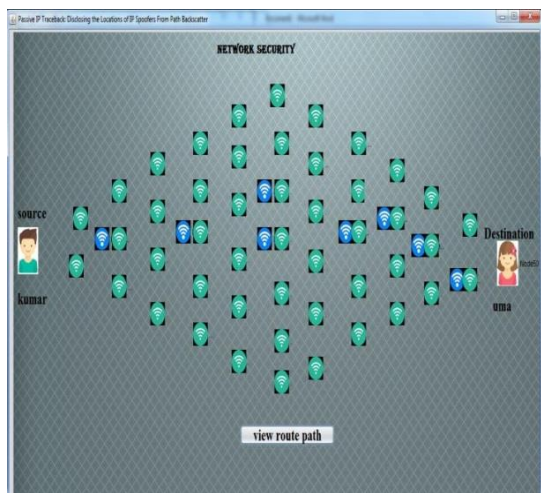 Passive IP Traceback: Disclosing the Locations of IP Spoofers From Path Backscatter
NETWORK SECURITY
source
Destination
kumar
uma
view route path